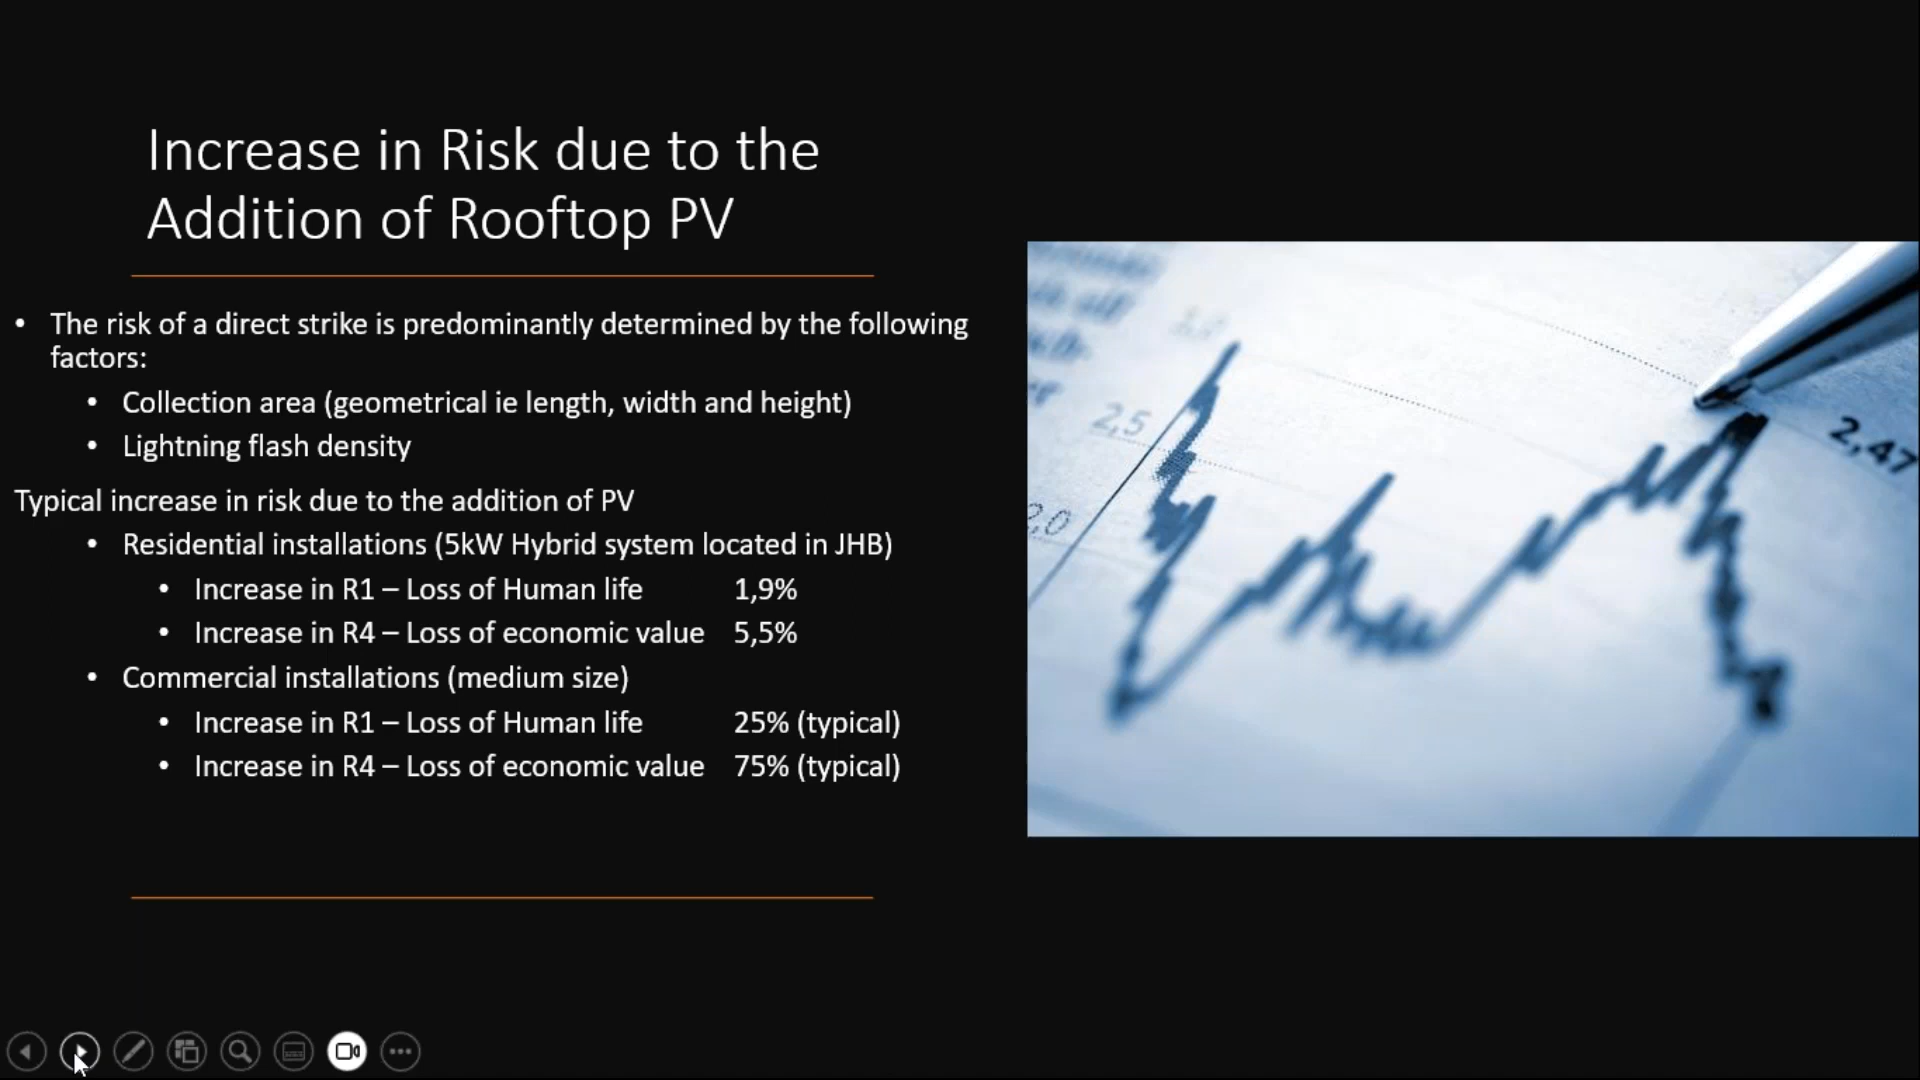 Increase in Risk due to the
Addition of Rooftop PV
• The risk of a direct strike is predominantly determined by the following
factors:
• Collection area (geometrical ie length, width and height)
• Lightning flash density
Typical increase in risk due to the addition of PV
• Residential installations (5kW Hybrid system located in JHB)
• Increase in R1 – Loss of Human life 1,9%
• Increase in R4 – Loss of economic value 5,5%
• Commercial installations (medium size)
• Increase in R1 – Loss of Human life 25% (typical)
• Increase in R4 – Loss of economic value 75% (typical)
2,5
2,0
2,47